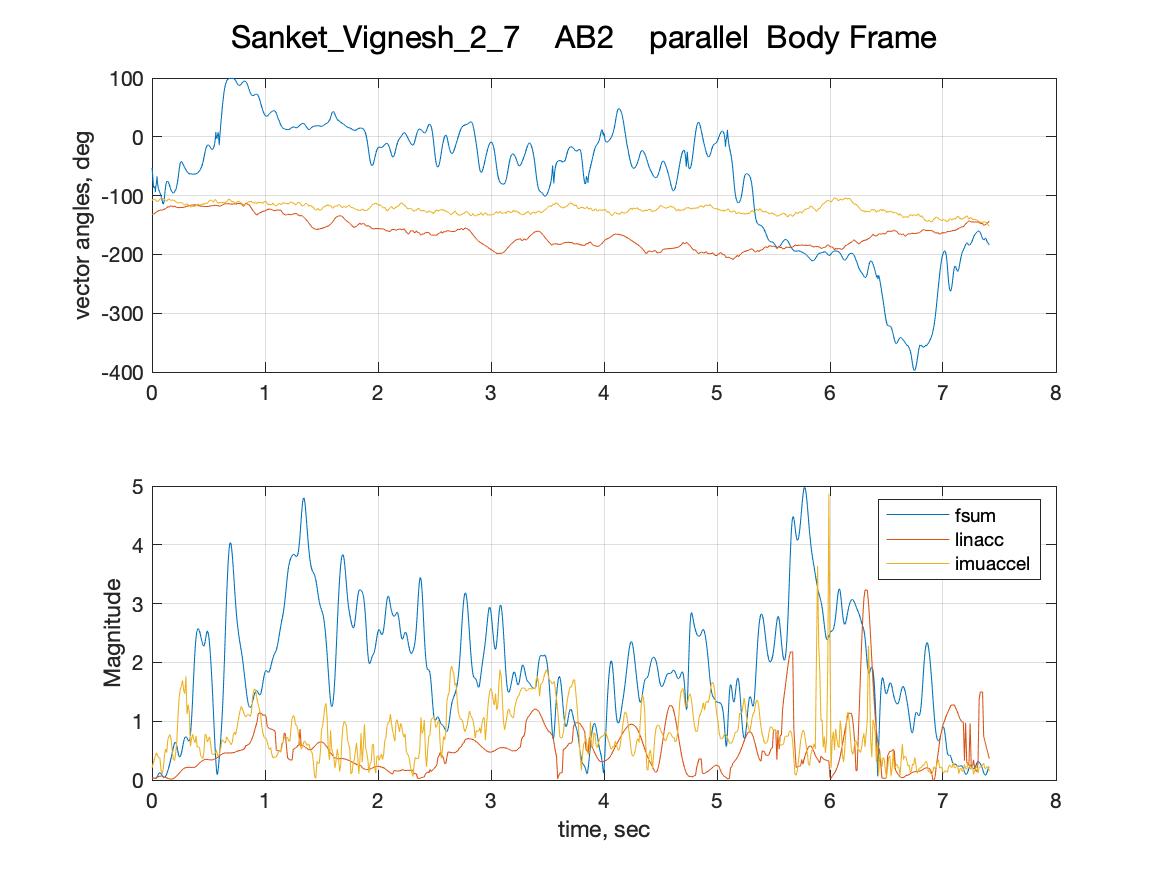 Sanket_Vignesh_2_7 AB2 parallel Body Frame
vector angles, deg
100
0
-100
-200
-300
-400
0 1 2 3 4 5 6 7 8
Magnitude
5
4
3
2
1
0
fsum
linacc
imuaccel
0 1 2 3 4 5 6 7 8
time, sec